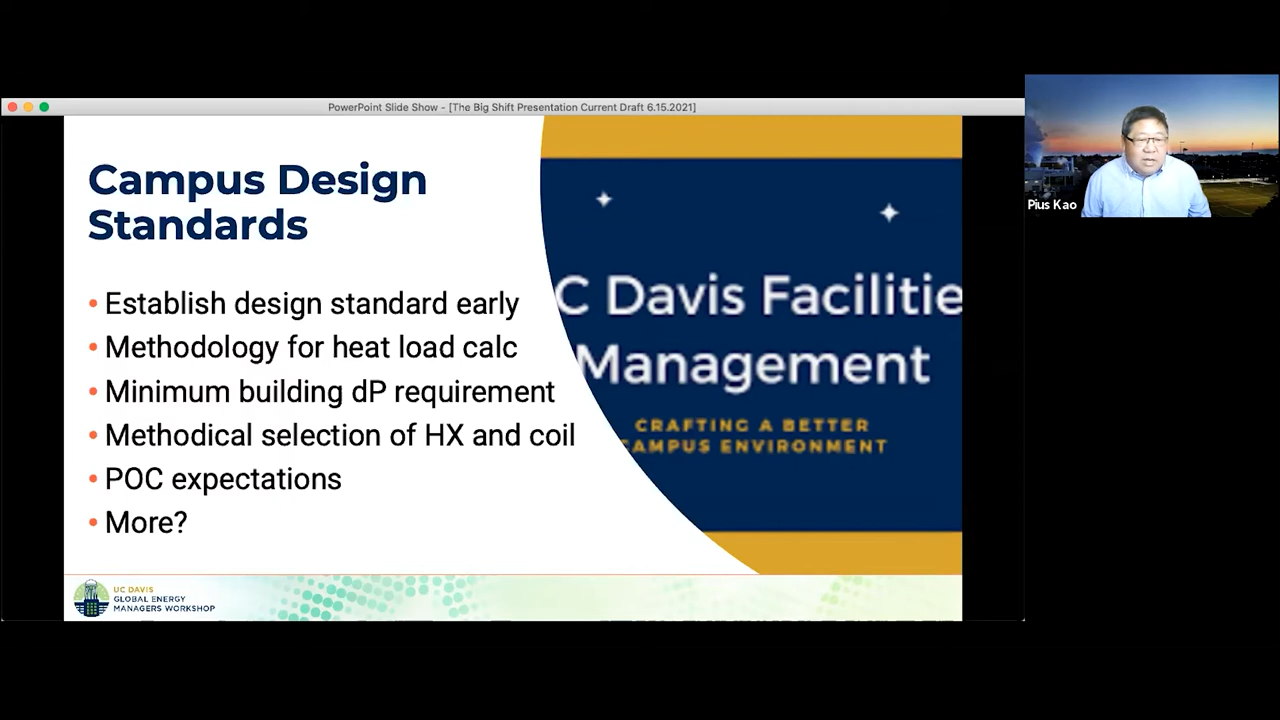 PowerPoint Slide Show - [The Big Shift Presentation Current Draft 6.15.2021]
Campus Design
Standards
• Establish design standard early
• Methodology for heat load calc
• Minimum building dP requirement
• Methodical selection of HX and coil
• POC expectations
• More?
C Davis Facilitie
Management
CRAFTING A BETTER
CAMPUS ENVIRONMENT
UC DAVIS
GLOBAL ENERGY
MANAGERS WORKSHOP
Pius Kao